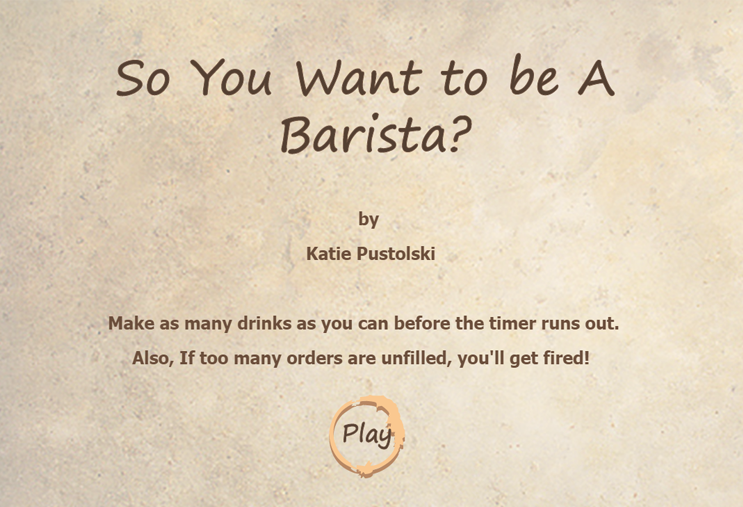 So You Want to be A
Barista?
by
Katie Pustolski
Make as many drinks as you can before the timer runs out.
Also, If too many orders are unfilled, you'll get fired!
Play